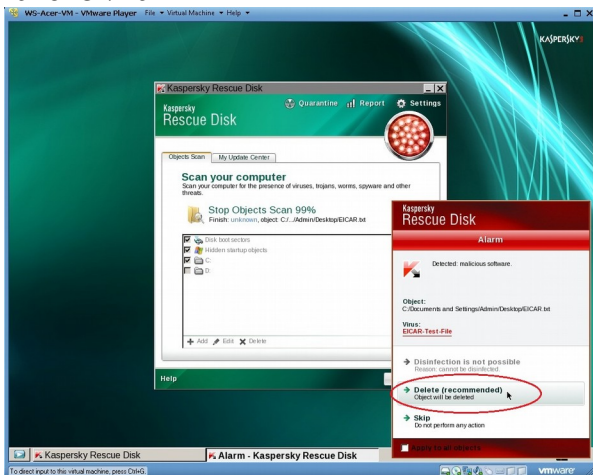 WS-Acer-VM - VMware Player File Virtual Machine Help
KASPERSKY
Kaspersky Rescue Disk
Kaspersky
Rescue Disk
Quarantine Report Settings
Objects Scan My Update Center
Scan your computer
Scan your computer for the presence of viruses, trojans, worms, spyware and other
threats.
Stop Objects Scan 99%
Finish: unknown, object: C:/.../Admin/Desktop/EICAR.txt
Disk boot sectors
Hidden startup objects
C:
D:
+ Add Edit Delete
Help
Kaspersky
Rescue Disk
Alarm
Detected: malicious software.
Object:
C:/Documents and Settings/Admin/Desktop/EICAR.txt
Virus:
EICAR-Test-File
Disinfection is not possible
Reason: cannot be disinfected
Delete (recommended)
Object will be deleted
Skip
Do not perform any action
Apply to all objects
Kaspersky Rescue Disk
Alarm - Kaspersky Rescue Disk
To direct input to this virtual machine, press Ctrl+G.
vmware